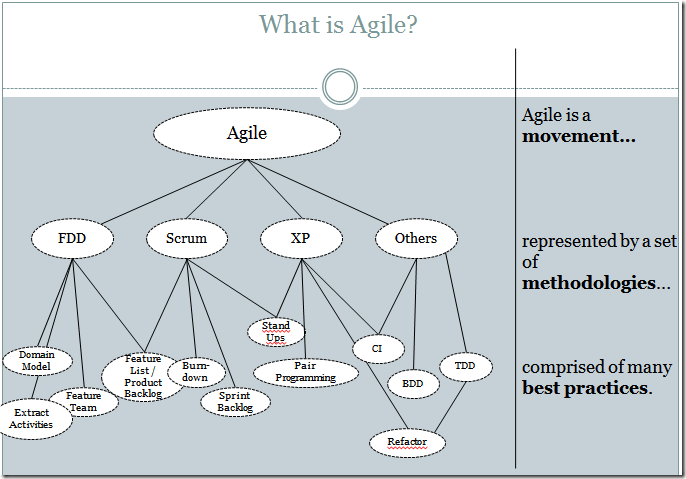 What is Agile?
Agile is a
movement...
Agile
FDD
Scrum
XP
Others
represented by a set
of
methodologies...
Stand
Ups
Domain
Model
Feature
List /
Product
Backlog
Burn-
down
Pair
Programming
CI
BDD
TDD
comprised of many
best practices.
Extract
Activities
Feature
Team
Sprint
Backlog
Refactor